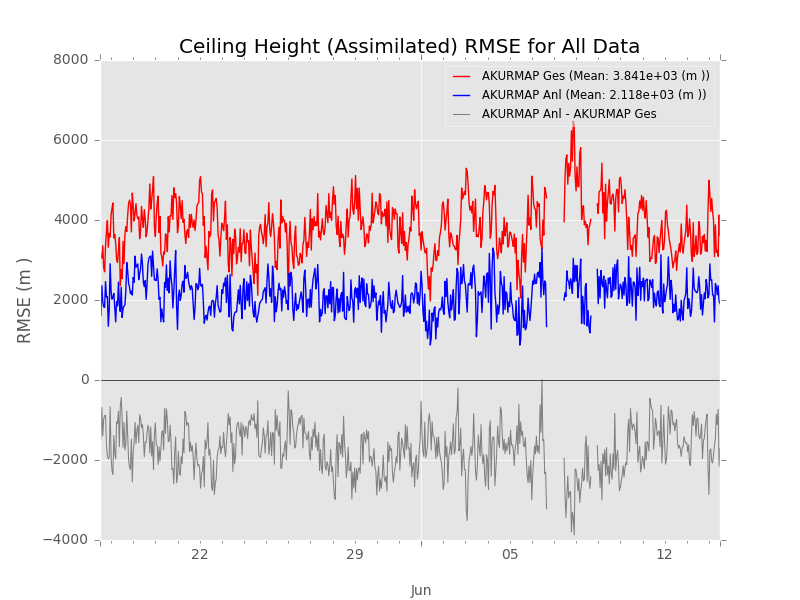 Ceiling Height (Assimilated) RMSE for All Data
AKURMAP Ges (Mean: 3.841e+03 (m ))
AKURMAP Anl (Mean: 2.118e+03 (m ))
AKURMAP Anl - AKURMAP Ges
RMSE (m )
8000
6000
4000
2000
0
−2000
−4000
22
29
05
12
Jun